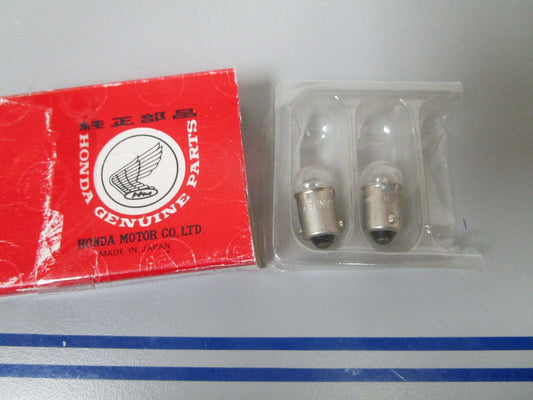 純正部品
HONDA GENUINE PARTS
HONDA MOTOR CO.,LTD.
MADE IN JAPAN